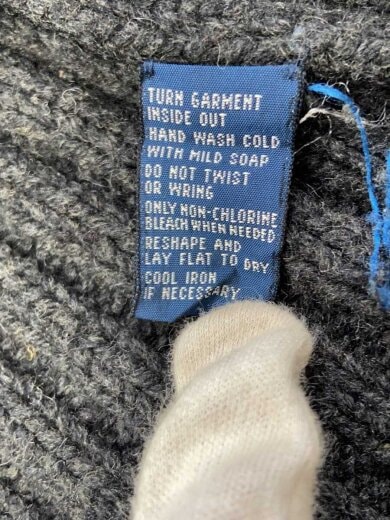 TURN GARMENT
INSIDE OUT
HAND WASH COLD
WITH MILD SOAP
DO NOT TWIST
OR WRING
ONLY NON-CHLORINE
BLEACH WHEN NEEDED
RESHAPE AND
LAY FLAT TO DRY
COOL IRON
IF NECESSARY